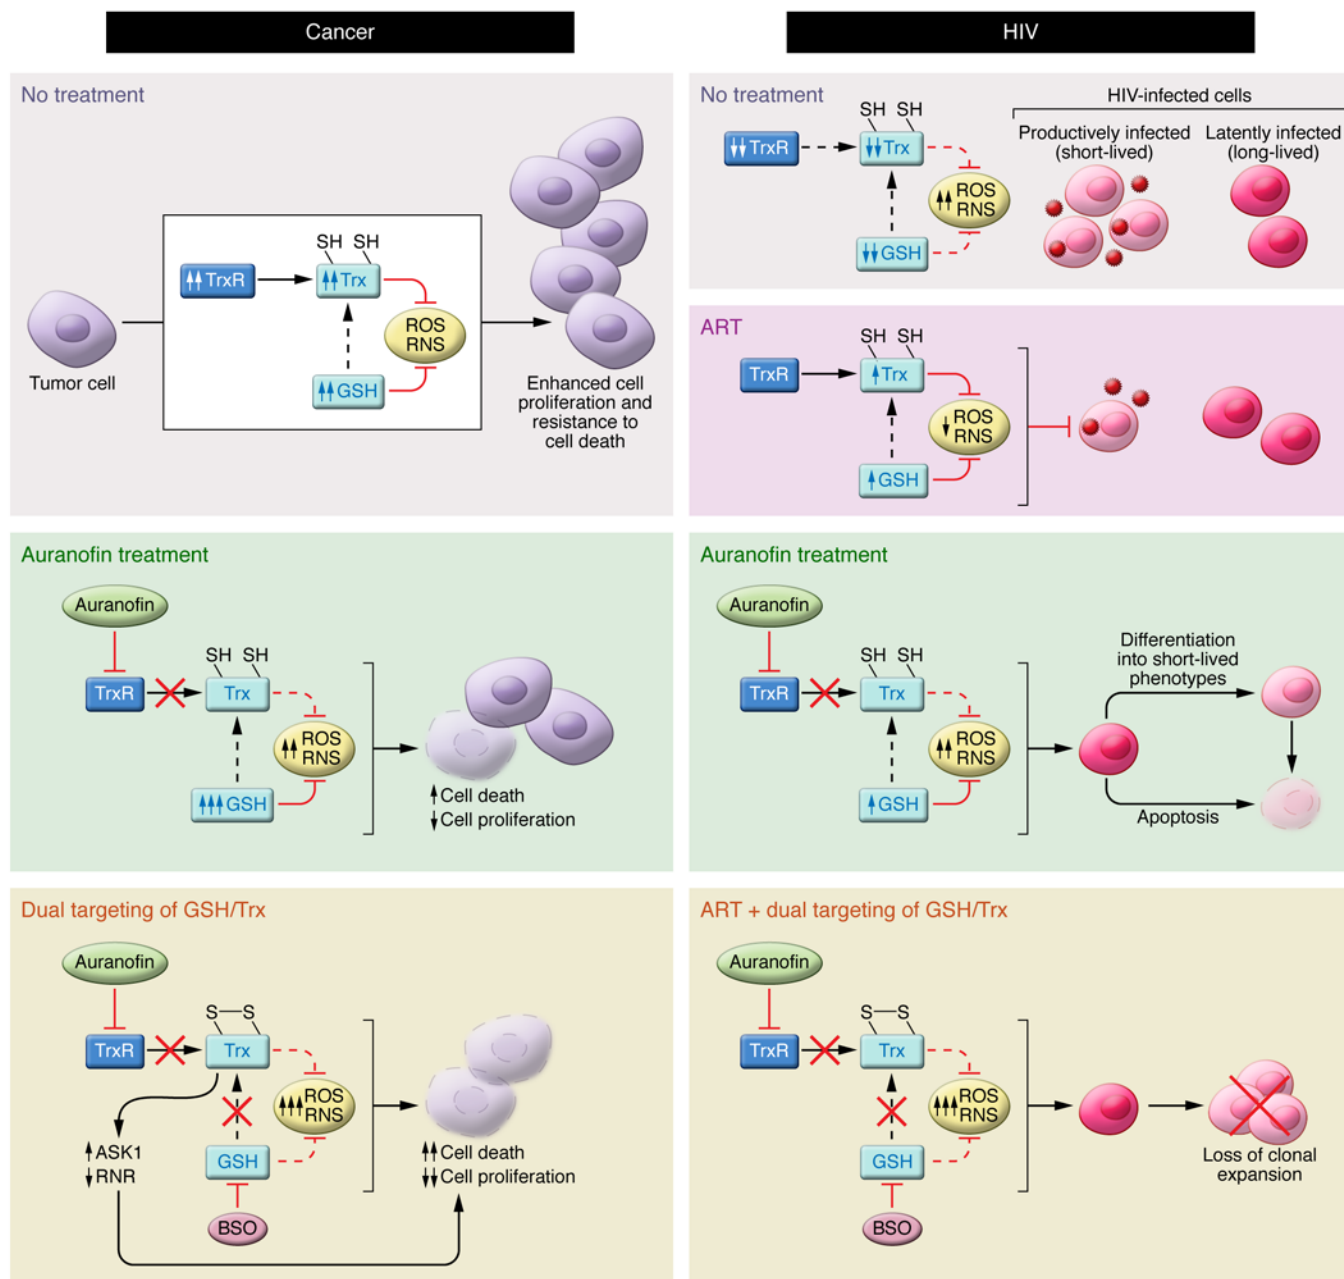 Cancer
No treatment
SH SH
↑↑TrxR
↑↑Trx
ROS
RNS
↑↑GSH
Tumor cell
Enhanced cell
proliferation and
resistance to
cell death
Auranofin treatment
Auranofin
SH SH
TrxR
Trx
↑↑ROS
RNS
↑↑↑GSH
↑Cell death
↓Cell proliferation
Dual targeting of GSH/Trx
Auranofin
S—S
TrxR
Trx
↑↑↑ROS
RNS
↑ASK1
↓RNR
GSH
↑↑Cell death
↓↓Cell proliferation
BSO
HIV
No treatment
HIV-infected cells
SH SH
Productively infected
(short-lived)
Latently infected
(long-lived)
↓↓TrxR
↓↓Trx
↑↑ROS
RNS
↓↓GSH
ART
SH SH
TrxR
↑Trx
↓ROS
RNS
↑GSH
Auranofin treatment
Auranofin
SH SH
TrxR
Trx
↑↑ROS
RNS
↑GSH
Differentiation
into short-lived
phenotypes
Apoptosis
ART + dual targeting of GSH/Trx
Auranofin
S—S
TrxR
Trx
↑↑↑ROS
RNS
GSH
BSO
Loss of clonal
expansion